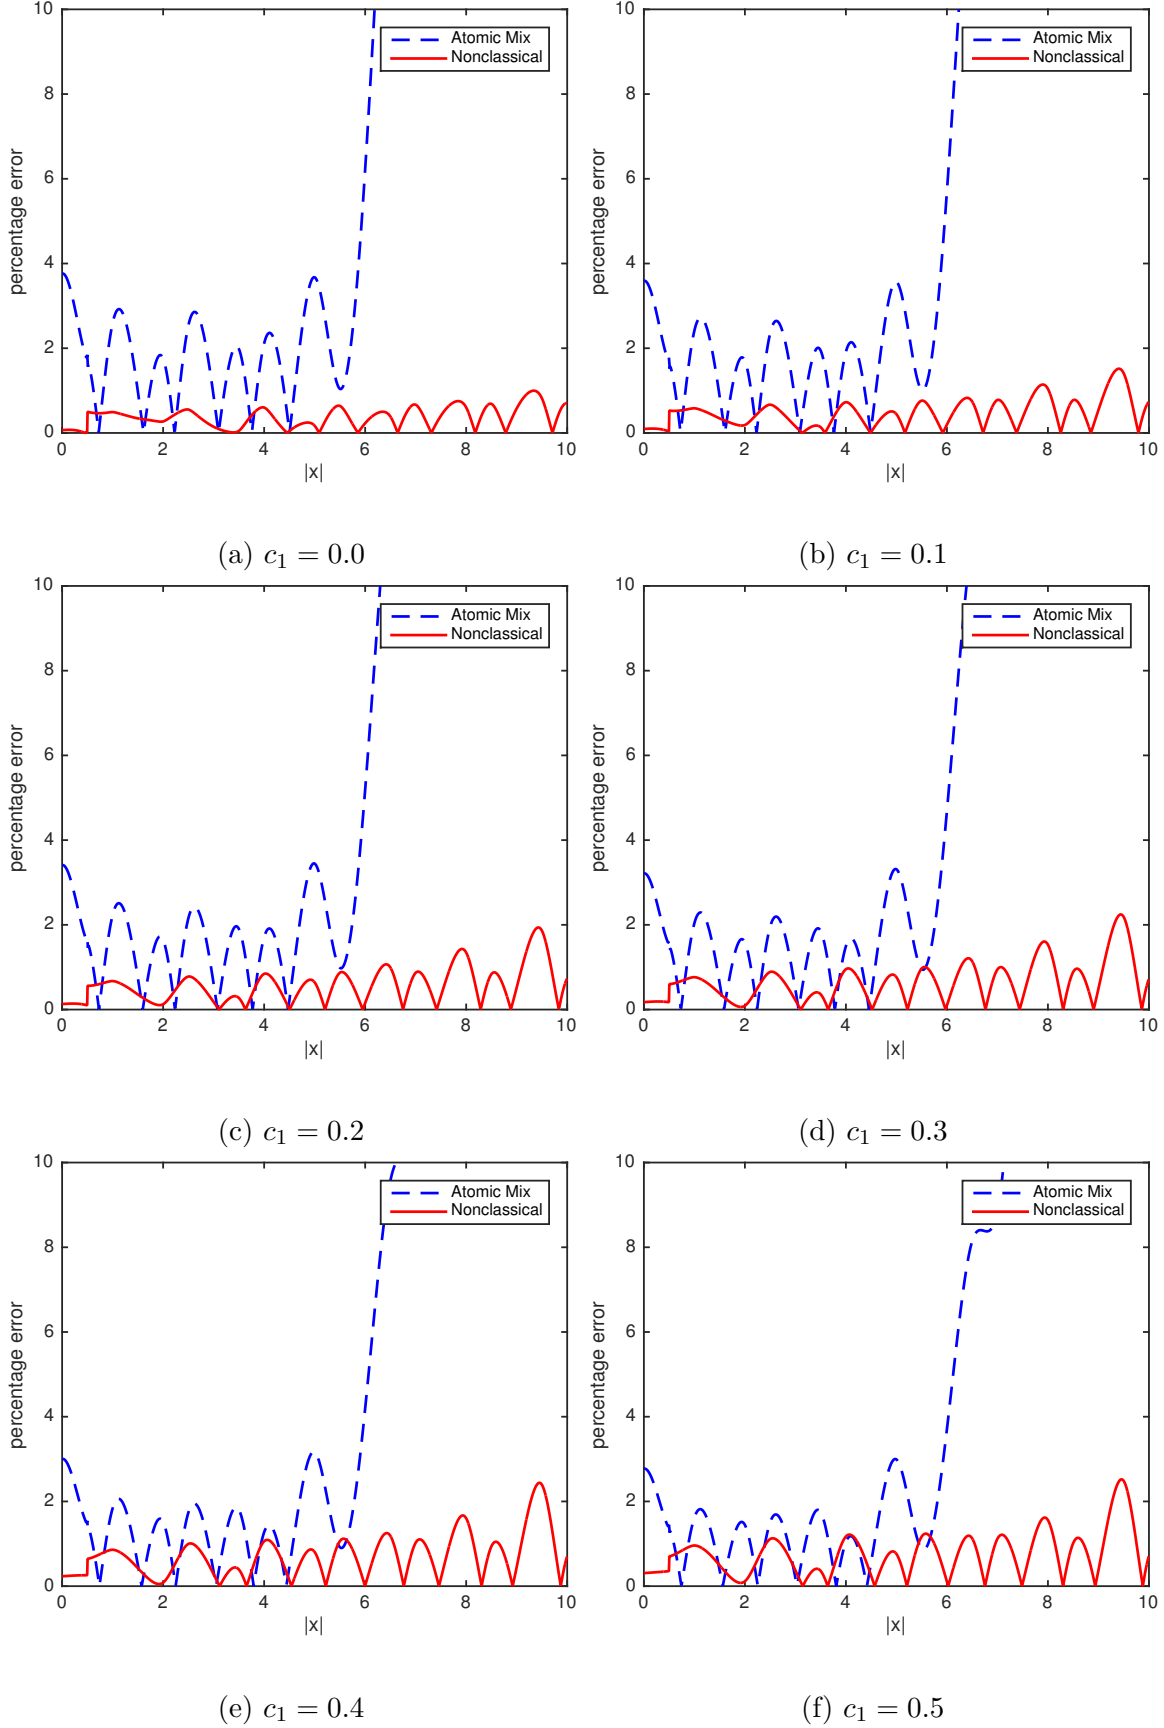 10
8
6
4
2
0
percentage error
0 2 4 6 8 10
|x|
Atomic Mix
Nonclassical
(a) c₁ = 0.0
10
8
6
4
2
0
percentage error
0 2 4 6 8 10
|x|
Atomic Mix
Nonclassical
(b) c₁ = 0.1
10
8
6
4
2
0
percentage error
0 2 4 6 8 10
|x|
Atomic Mix
Nonclassical
(c) c₁ = 0.2
10
8
6
4
2
0
percentage error
0 2 4 6 8 10
|x|
Atomic Mix
Nonclassical
(d) c₁ = 0.3
10
8
6
4
2
0
percentage error
0 2 4 6 8 10
|x|
Atomic Mix
Nonclassical
(e) c₁ = 0.4
10
8
6
4
2
0
percentage error
0 2 4 6 8 10
|x|
Atomic Mix
Nonclassical
(f) c₁ = 0.5